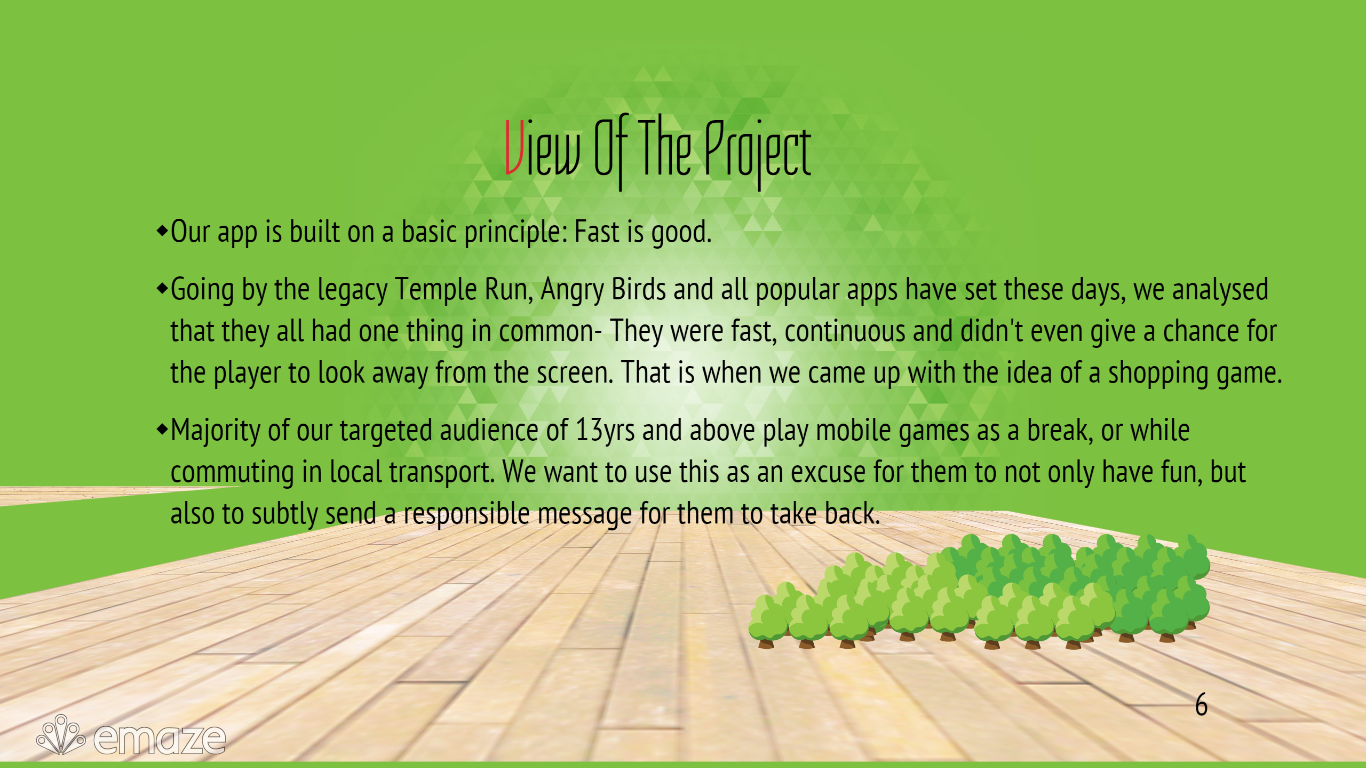 View Of The Project
◆Our app is built on a basic principle: Fast is good.
◆Going by the legacy Temple Run, Angry Birds and all popular apps have set these days, we analysed
that they all had one thing in common- They were fast, continuous and didn't even give a chance for
the player to look away from the screen. That is when we came up with the idea of a shopping game.
◆Majority of our targeted audience of 13yrs and above play mobile games as a break, or while
commuting in local transport. We want to use this as an excuse for them to not only have fun, but
also to subtly send a responsible message for them to take back.
6
emaze